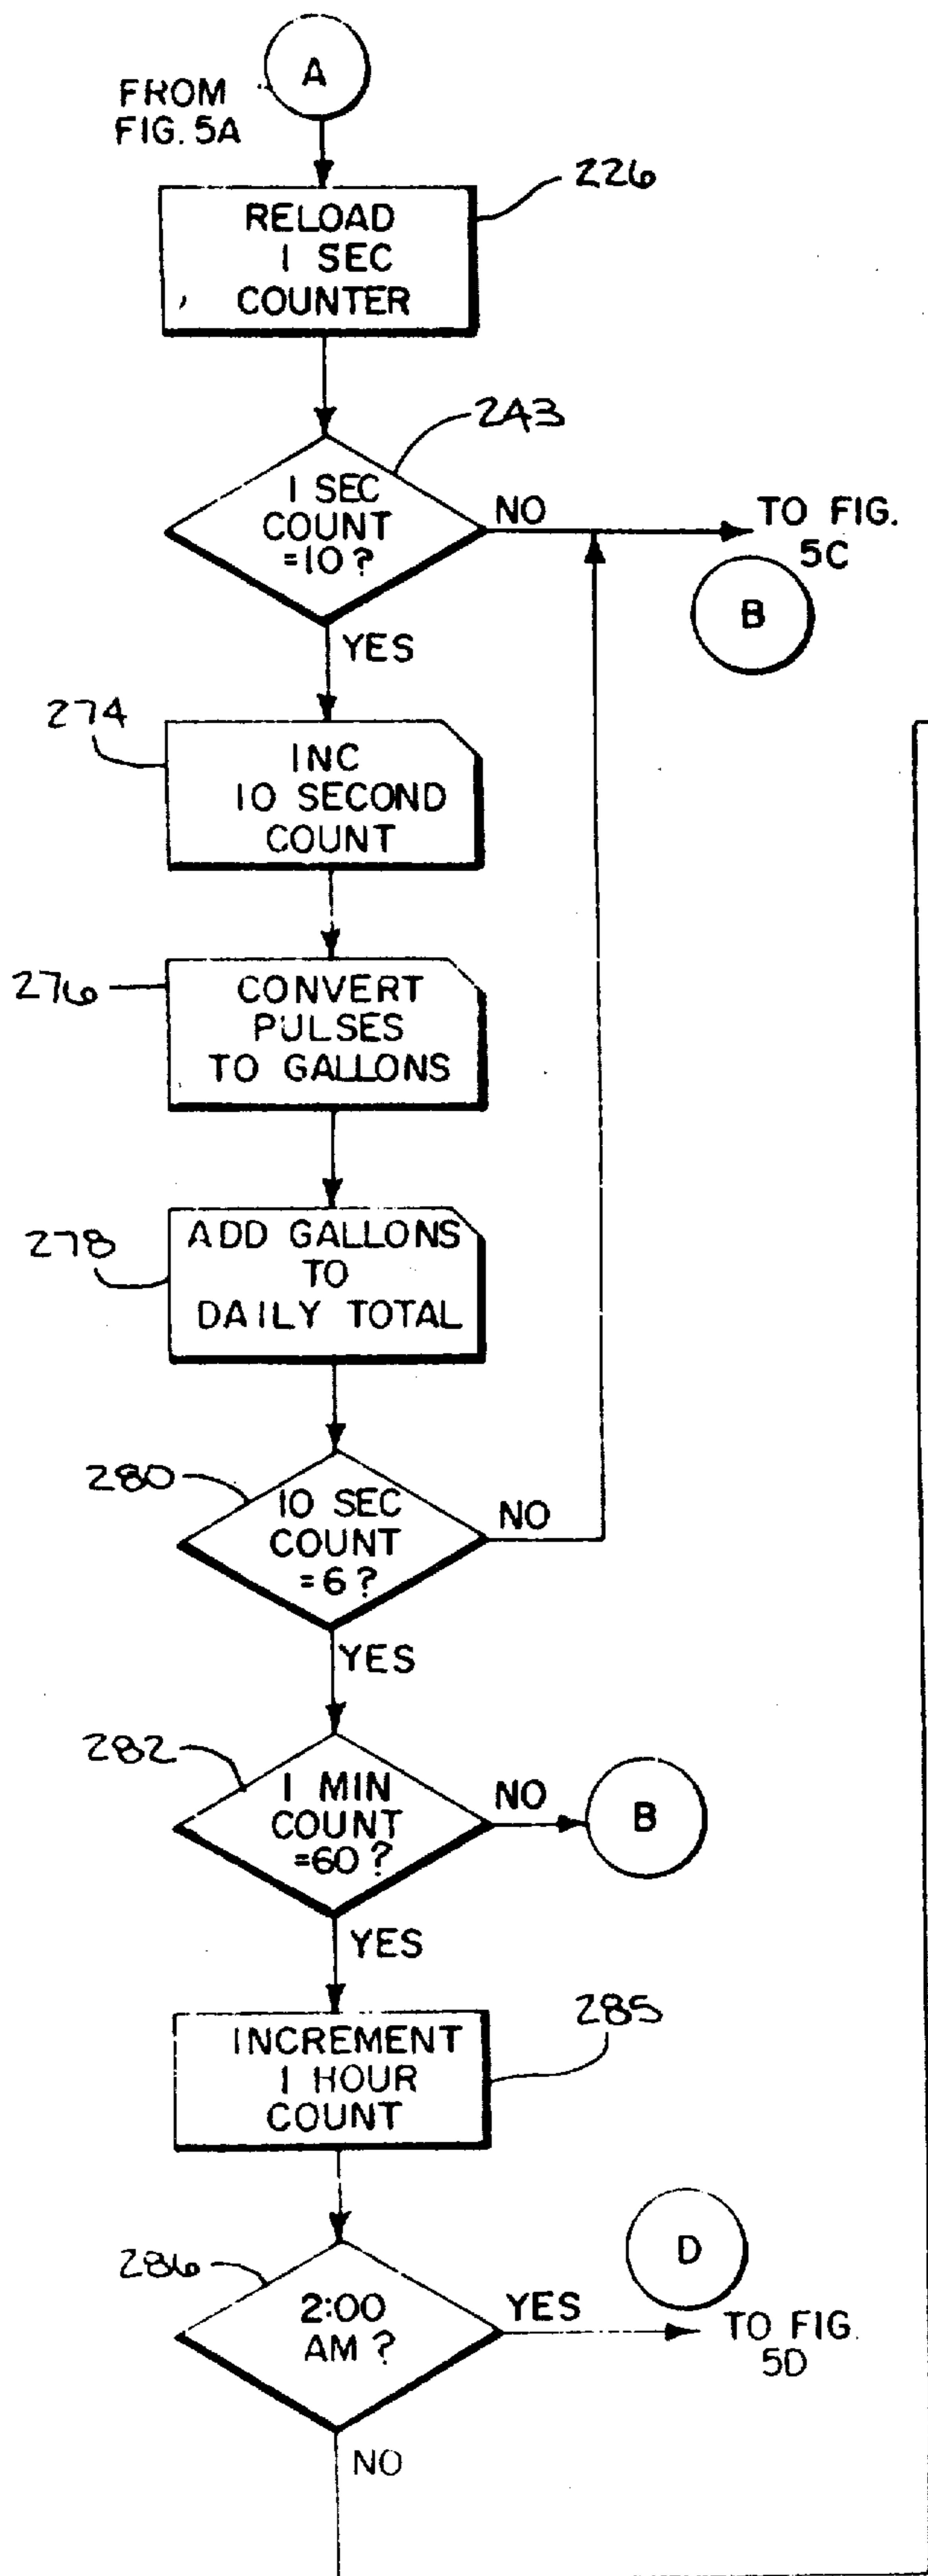 A
FROM
FIG. 5A
226
RELOAD
1 SEC
COUNTER
243
1 SEC
COUNT
=10?
NO
TO FIG.
5C
B
YES
274
INC
10 SECOND
COUNT
276
CONVERT
PULSES
TO GALLONS
278
ADD GALLONS
TO
DAILY TOTAL
280
10 SEC
COUNT
=6?
NO
YES
282
1 MIN
COUNT
=60?
NO
B
YES
285
INCREMENT
1 HOUR
COUNT
286
2:00
AM?
YES
D
TO FIG.
5D
NO